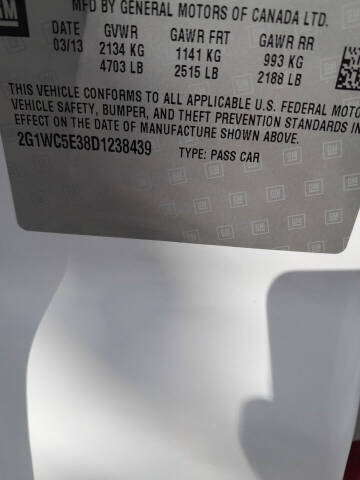 GM
MFD BY GENERAL MOTORS OF CANADA LTD.
DATE GVWR GAWR FRT GAWR RR
03/13 2134 KG 1141 KG 993 KG
4703 LB 2515 LB 2188 LB
THIS VEHICLE CONFORMS TO ALL APPLICABLE U.S. FEDERAL MOTO
VEHICLE SAFETY, BUMPER, AND THEFT PREVENTION STANDARDS IN
EFFECT ON THE DATE OF MANUFACTURE SHOWN ABOVE.
2G1WC5E38D1238439 TYPE: PASS CAR